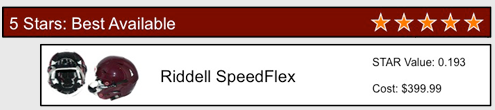 5 Stars: Best Available
Riddell SpeedFlex
STAR Value: 0.193
Cost: $399.99